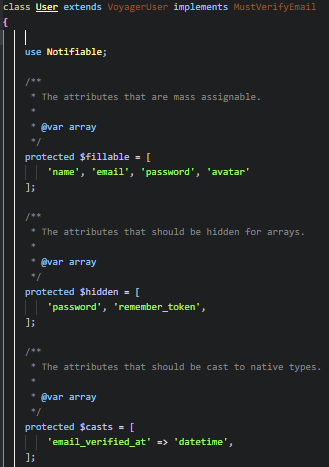 class User extends VoyagerUser implements MustVerifyEmail
{
use Notifiable;
/**
* The attributes that are mass assignable.
*
* @var array
*/
protected $fillable = [
'name', 'email', 'password', 'avatar'
];
/**
* The attributes that should be hidden for arrays.
*
* @var array
*/
protected $hidden = [
'password', 'remember_token',
];
/**
* The attributes that should be cast to native types.
*
* @var array
*/
protected $casts = [
'email_verified_at' => 'datetime',
];